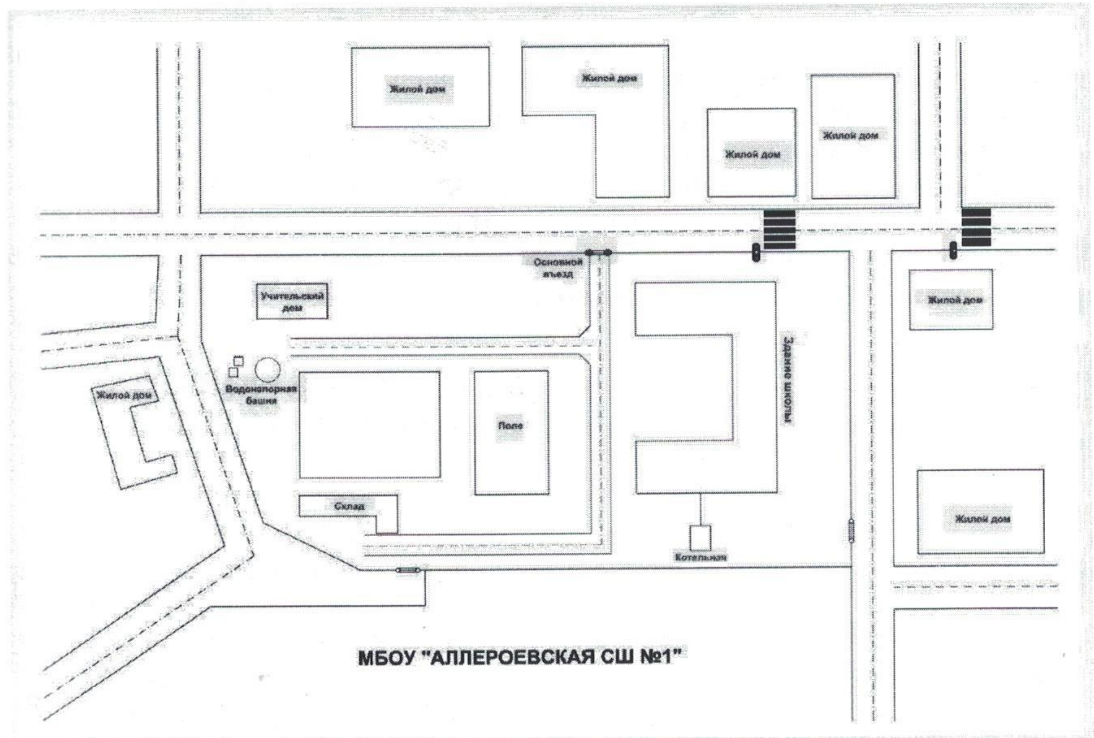 Жилой дом
Жилой дом
Жилой дом
Жилой дом
Основной
въезд
Учительский
дом
Жилой дом
Здание школы
Водонапорная
башня
Жилой дом
Поле
Склад
Жилой дом
Котельная
МБОУ "АЛЛЕРОЕВСКАЯ СШ №1"